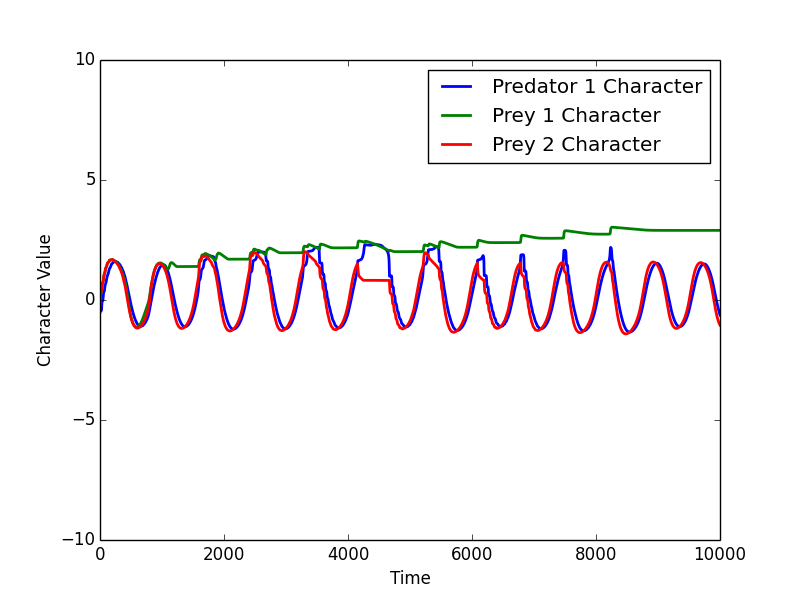 10
5
0
−5
−10
Character Value
Predator 1 Character
Prey 1 Character
Prey 2 Character
0 2000 4000 6000 8000 10000
Time